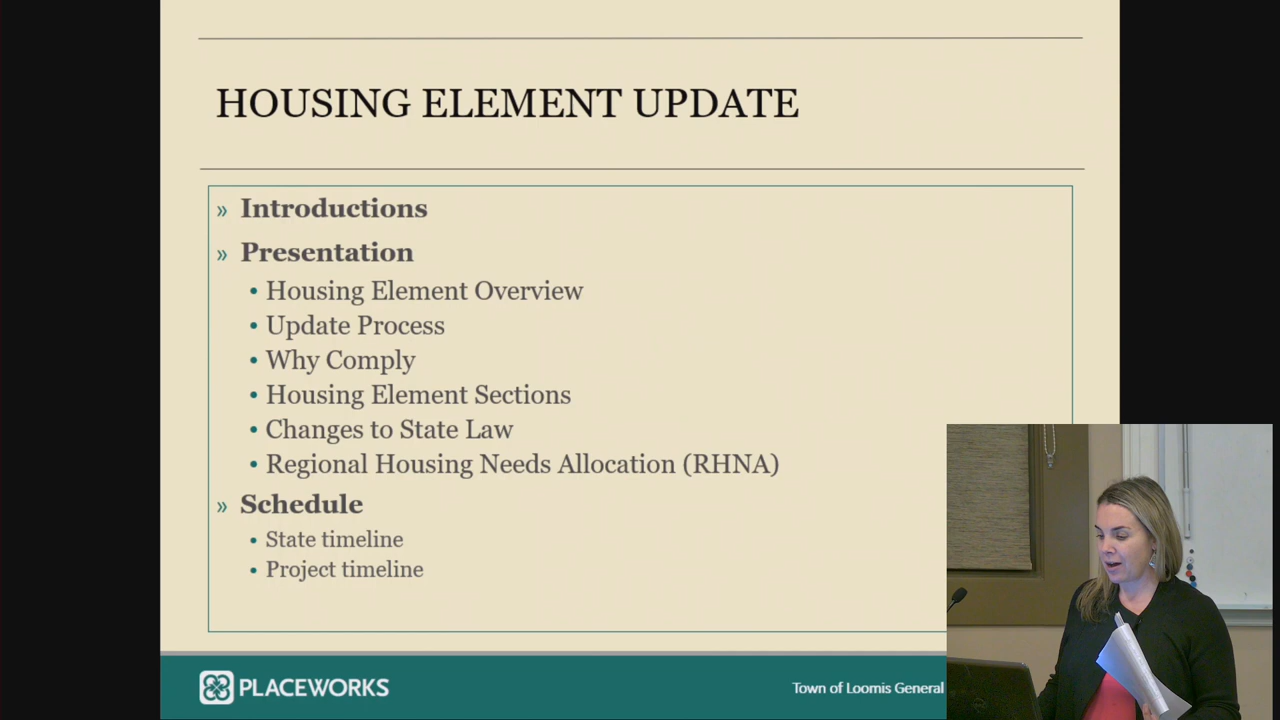 HOUSING ELEMENT UPDATE
» Introductions
» Presentation
• Housing Element Overview
• Update Process
• Why Comply
• Housing Element Sections
• Changes to State Law
• Regional Housing Needs Allocation (RHNA)
» Schedule
• State timeline
• Project timeline
PLACEWORKS
Town of Loomis General